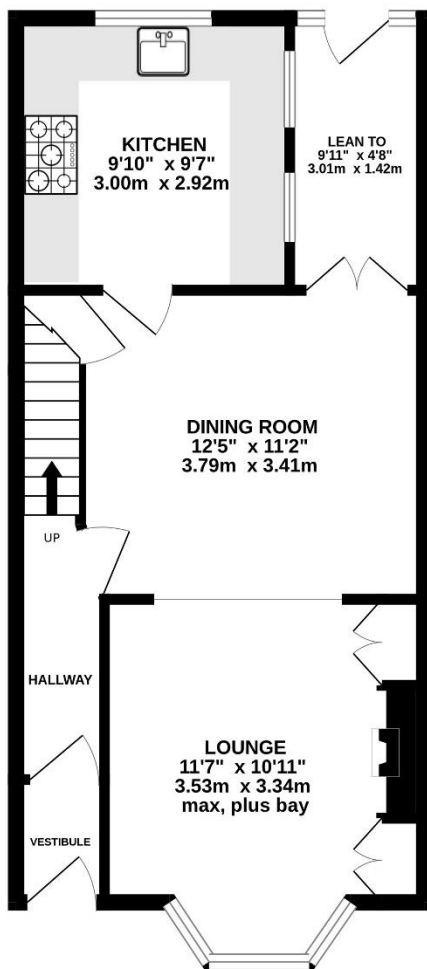 KITCHEN
9'10" x 9'7"
3.00m x 2.92m
LEAN TO
9'11" x 4'8"
3.01m x 1.42m
DINING ROOM
12'5" x 11'2"
3.79m x 3.41m
UP
HALLWAY
LOUNGE
11'7" x 10'11"
3.53m x 3.34m
max, plus bay
VESTIBULE